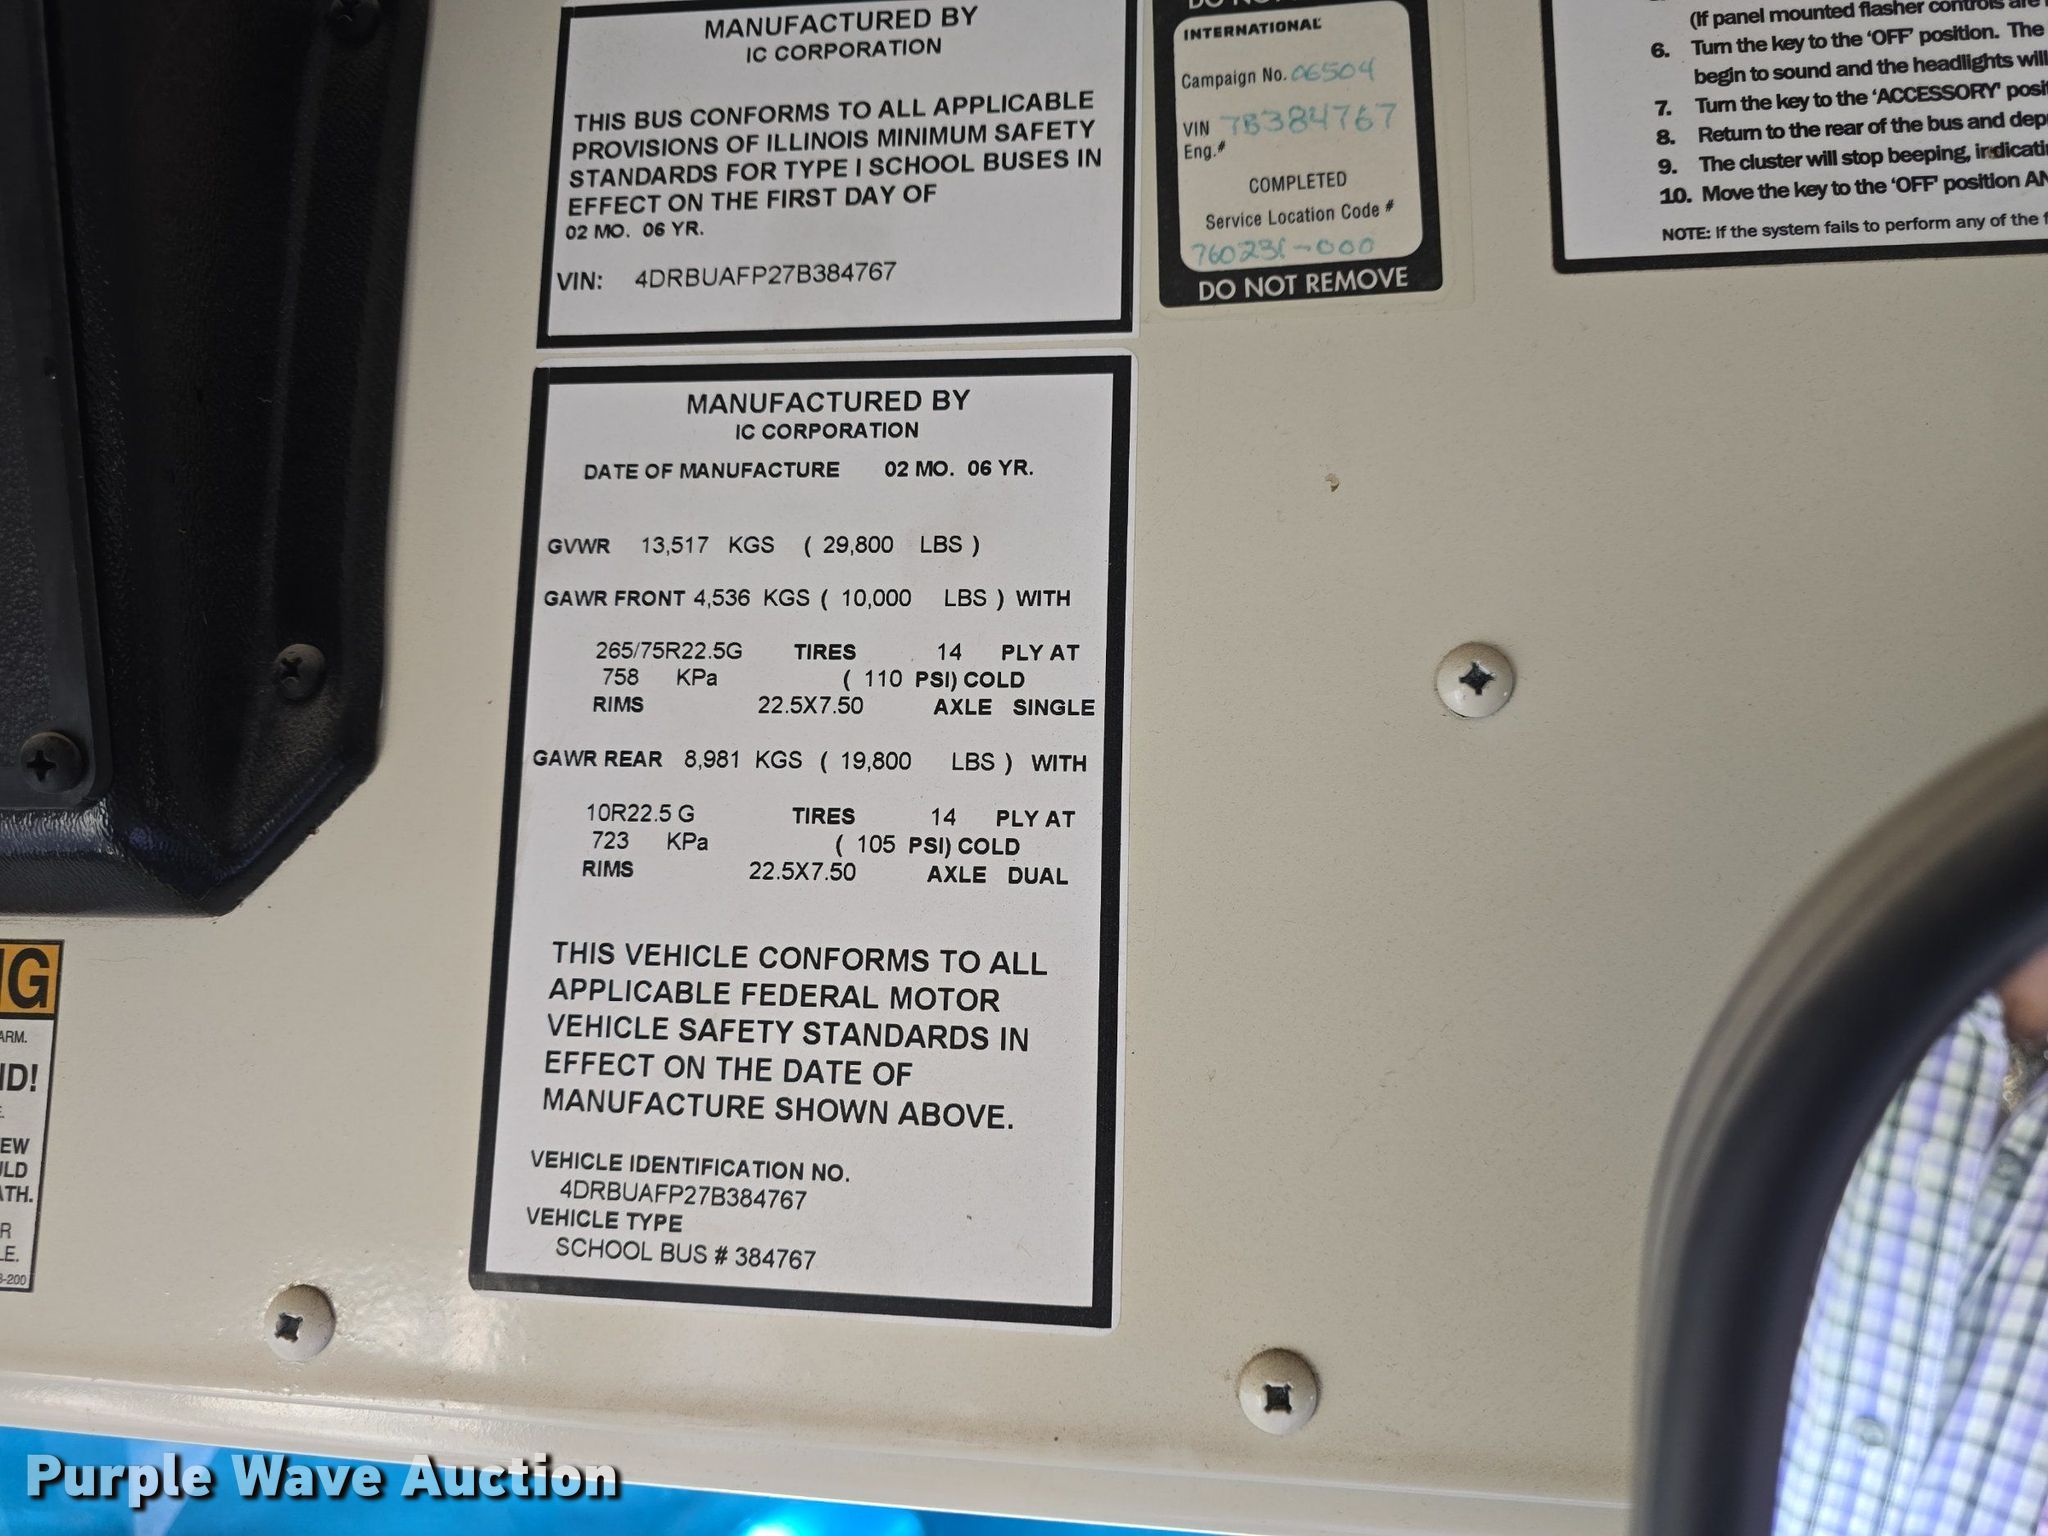 MANUFACTURED BY
IC CORPORATION
THIS BUS CONFORMS TO ALL APPLICABLE
PROVISIONS OF ILLINOIS MINIMUM SAFETY
STANDARDS FOR TYPE I SCHOOL BUSES IN
EFFECT ON THE FIRST DAY OF
02 MO. 06 YR.
VIN: 4DRBUAFP27B384767
INTERNATIONAL
Campaign No. 06504
VIN 7B384767
Eng.#
COMPLETED
Service Location Code #
760231-000
DO NOT REMOVE
(If panel mounted flasher controls are
6. Turn the key to the 'OFF' position. The
begin to sound and the headlights will
7. Turn the key to the 'ACCESSORY'
8. Return to the rear of the bus and
9. The cluster will stop beeping,
10. Move the key to the 'OFF' position
NOTE: If the system fails to perform any of the
MANUFACTURED BY
IC CORPORATION
DATE OF MANUFACTURE 02 MO. 06 YR.
GVWR 13,517 KGS ( 29,800 LBS )
GAWR FRONT 4,536 KGS ( 10,000 LBS ) WITH
265/75R22.5G TIRES 14 PLY AT
758 KPa ( 110 PSI) COLD
RIMS 22.5X7.50 AXLE SINGLE
GAWR REAR 8,981 KGS ( 19,800 LBS ) WITH
10R22.5 G TIRES 14 PLY AT
723 KPa ( 105 PSI) COLD
RIMS 22.5X7.50 AXLE DUAL
THIS VEHICLE CONFORMS TO ALL
APPLICABLE FEDERAL MOTOR
VEHICLE SAFETY STANDARDS IN
EFFECT ON THE DATE OF
MANUFACTURE SHOWN ABOVE.
VEHICLE IDENTIFICATION NO.
4DRBUAFP27B384767
VEHICLE TYPE
SCHOOL BUS # 384767
Purple Wave Auction